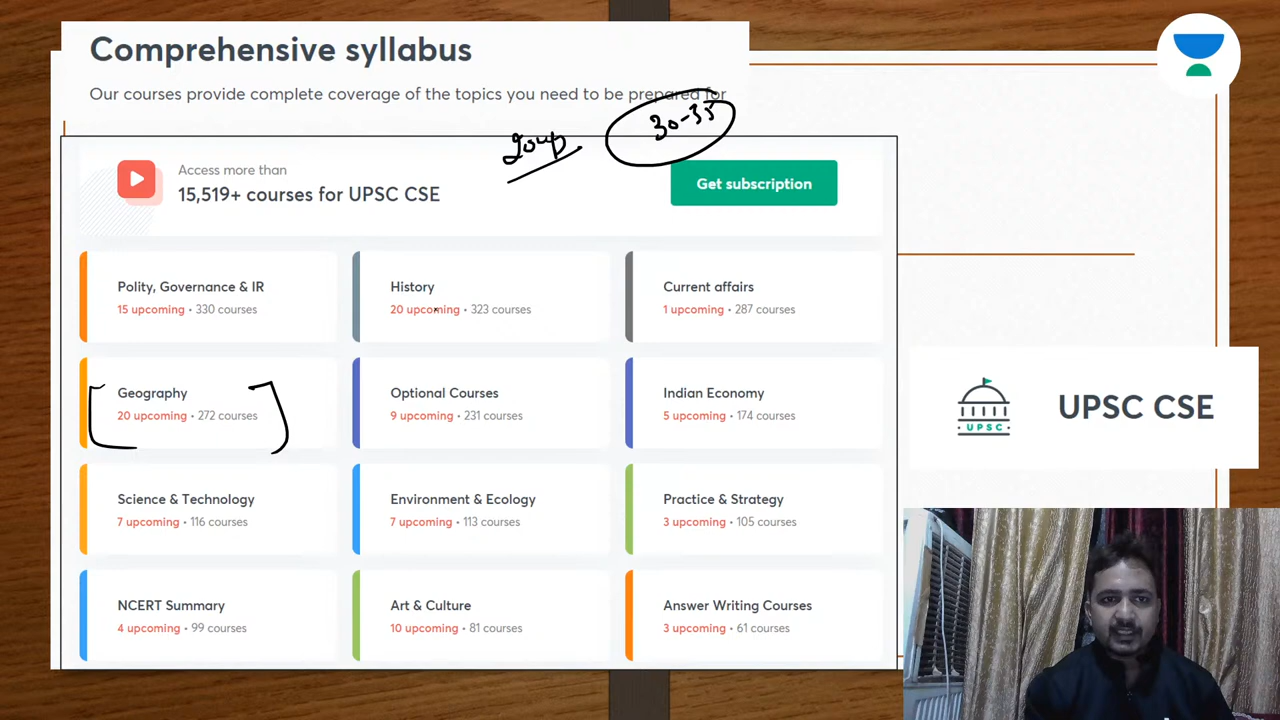 Comprehensive syllabus
Our courses provide complete coverage of the topics you need to be prepared for
30-35
Access more than
15,519+ courses for UPSC CSE
Get subscription
Polity, Governance & IR
15 upcoming • 330 courses
History
20 upcoming • 323 courses
Current affairs
1 upcoming • 287 courses
Geography
20 upcoming • 272 courses
Optional Courses
9 upcoming • 231 courses
Indian Economy
5 upcoming • 174 courses
UPSC
UPSC CSE
Science & Technology
7 upcoming • 116 courses
Environment & Ecology
7 upcoming • 113 courses
Practice & Strategy
3 upcoming • 105 courses
NCERT Summary
4 upcoming • 99 courses
Art & Culture
10 upcoming • 81 courses
Answer Writing Courses
3 upcoming • 61 courses